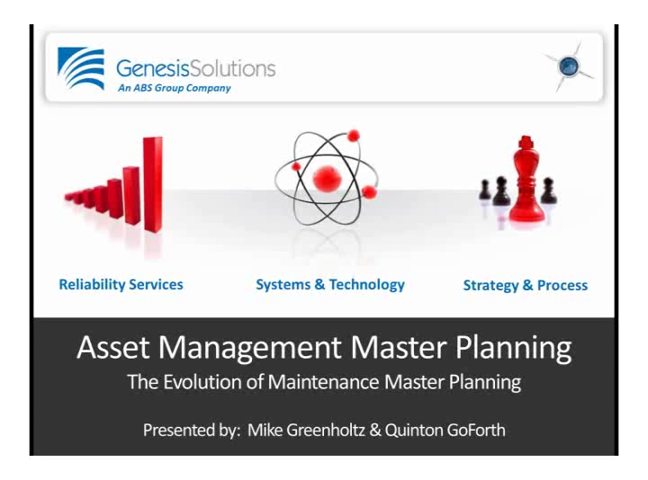 GenesisSolutions
An ABS Group Company
Reliability Services
Systems & Technology
Strategy & Process
Asset Management Master Planning
The Evolution of Maintenance Master Planning
Presented by: Mike Greenholtz & Quinton GoForth